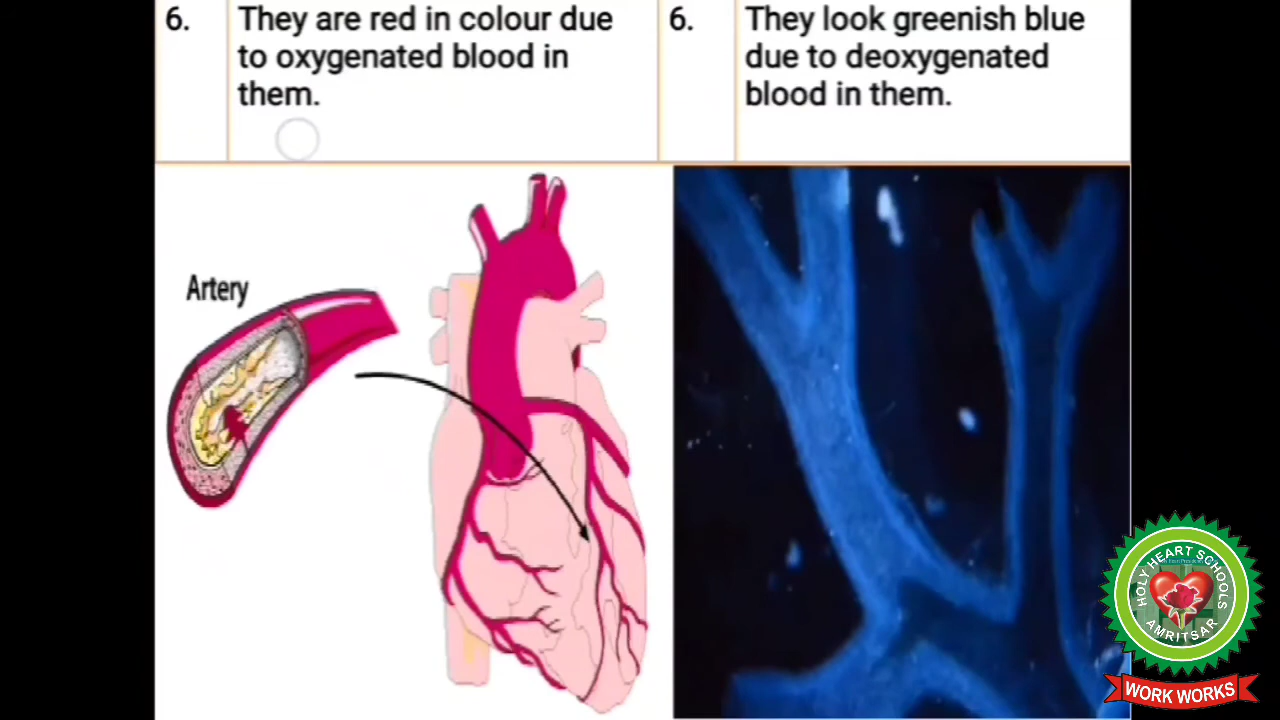 6.
They are red in colour due
to oxygenated blood in
them.
6.
They look greenish blue
due to deoxygenated
blood in them.
Artery
HOLY HEART SCHOOLS
AMRITSAR
WORK WORKS